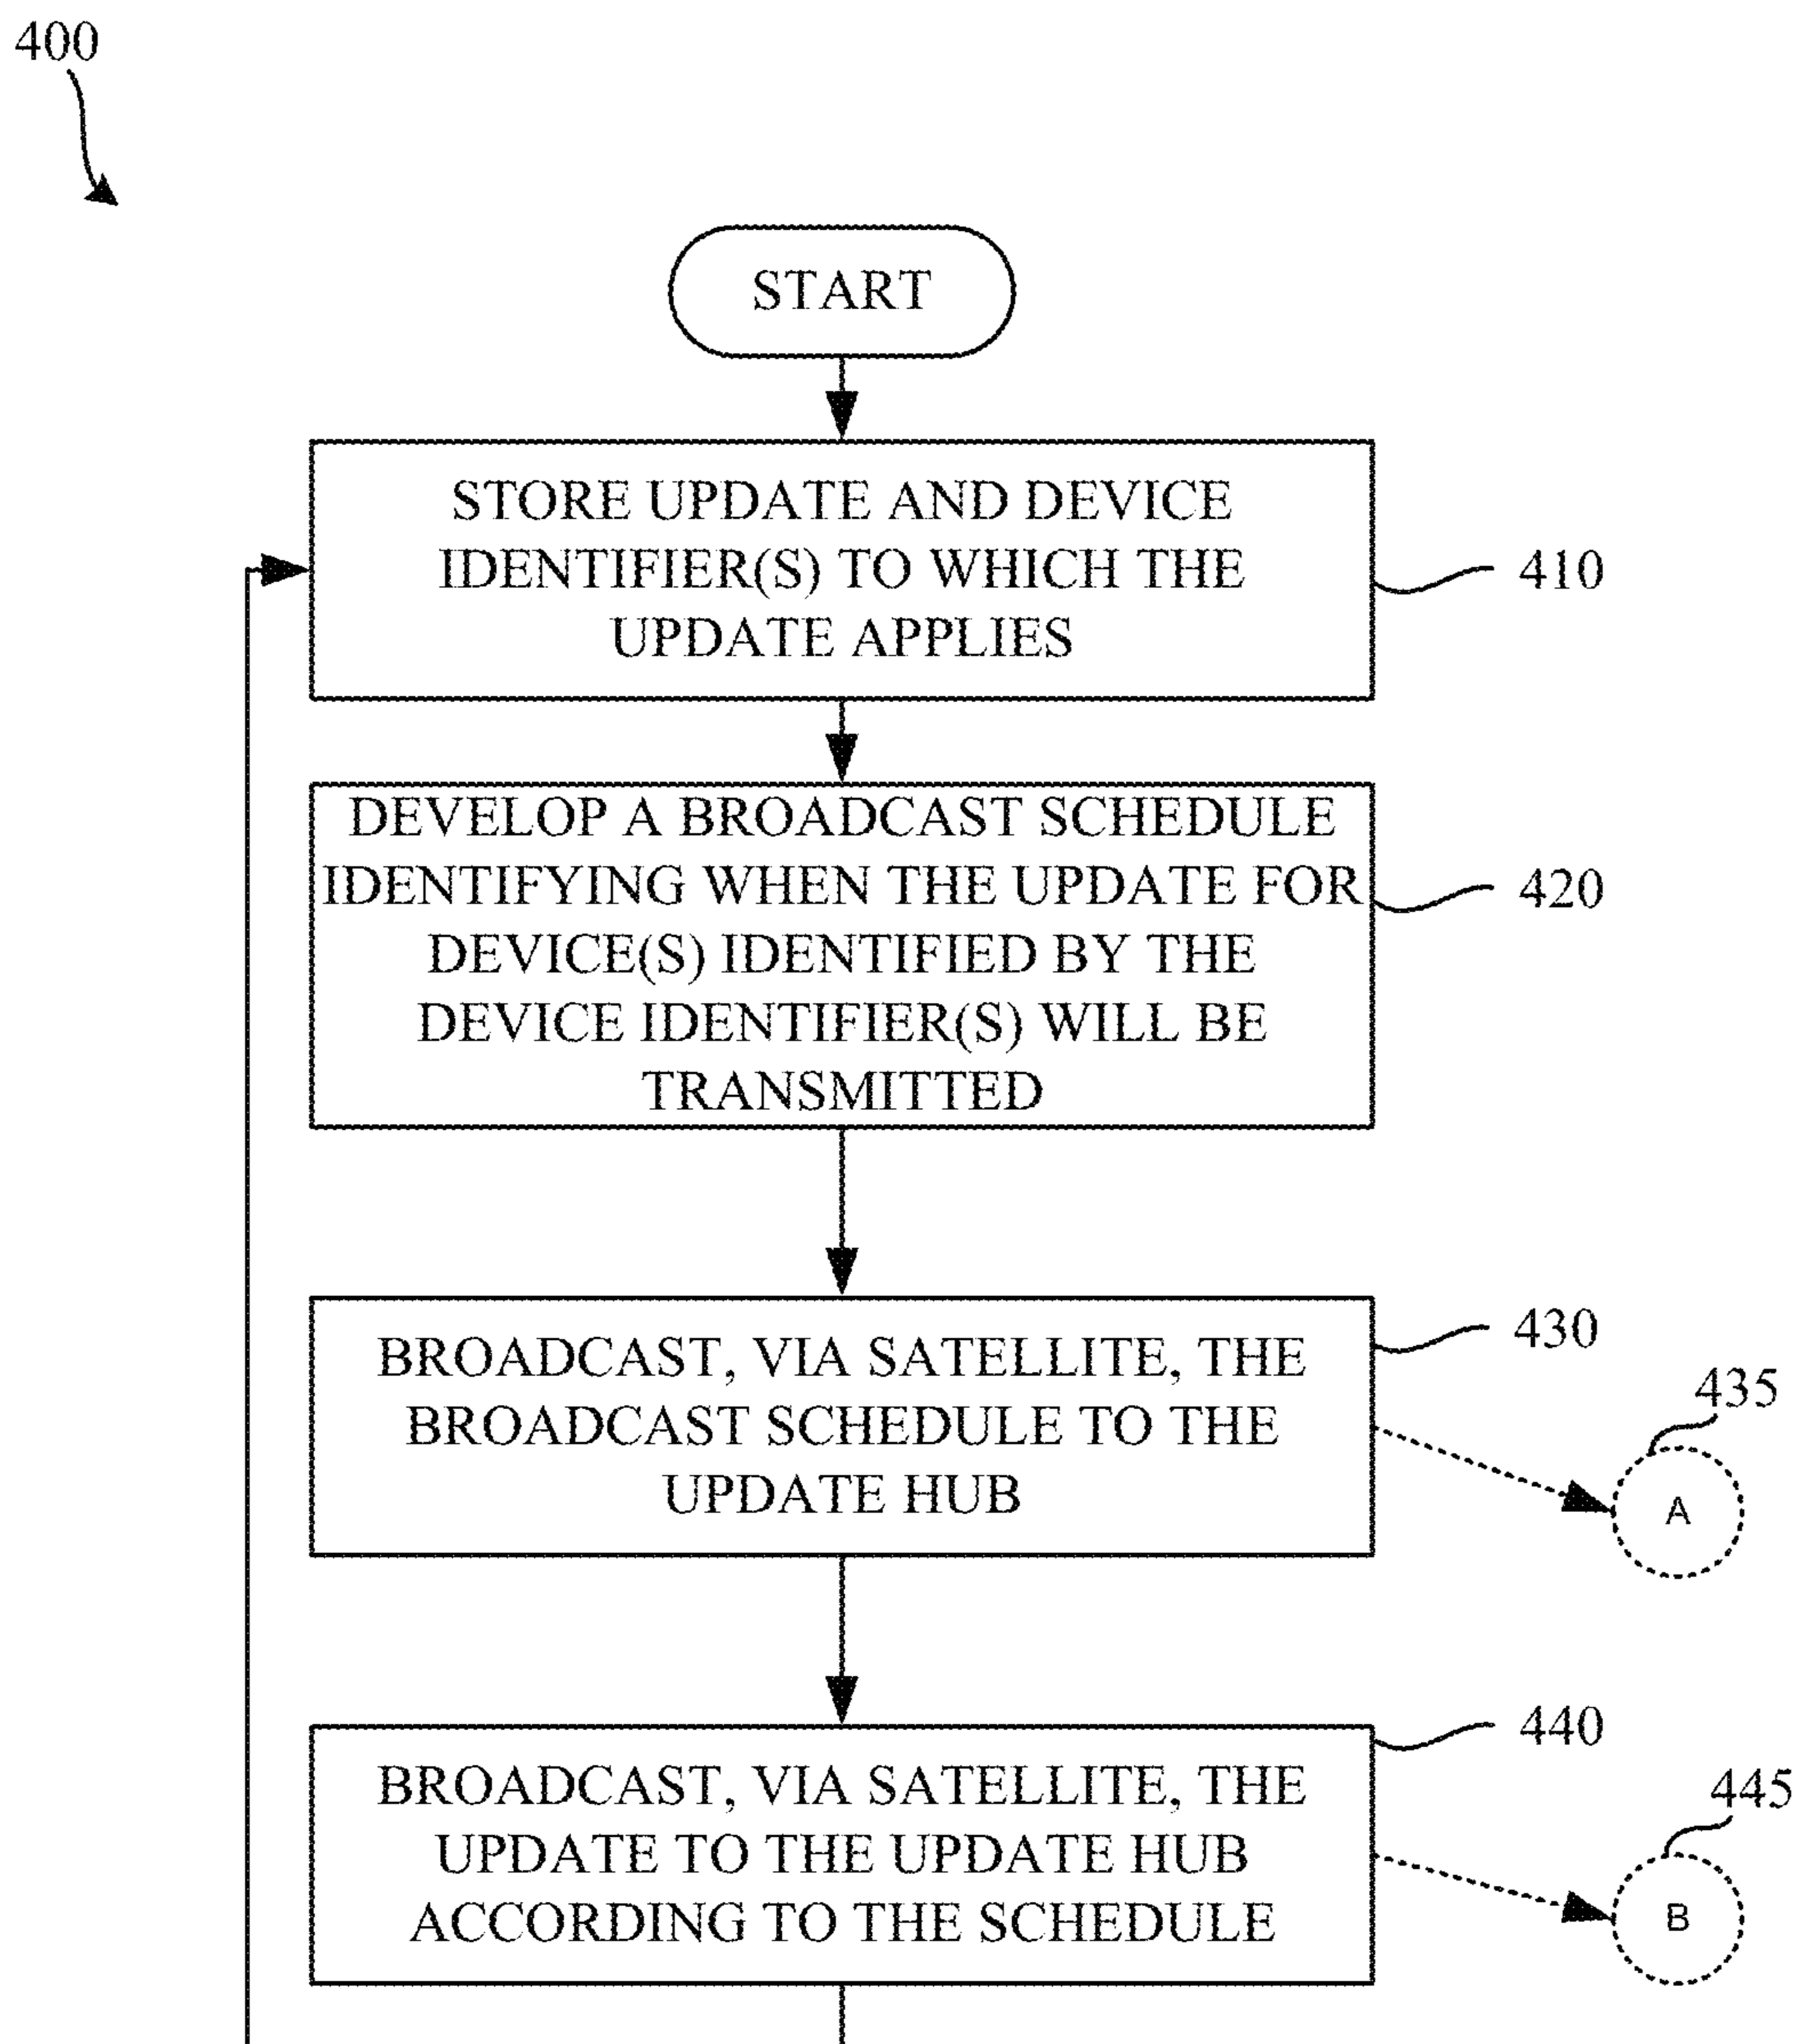 400
START
STORE UPDATE AND DEVICE
IDENTIFIER(S) TO WHICH THE
UPDATE APPLIES
410
DEVELOP A BROADCAST SCHEDULE
IDENTIFYING WHEN THE UPDATE FOR
DEVICE(S) IDENTIFIED BY THE
DEVICE IDENTIFIER(S) WILL BE
TRANSMITTED
420
BROADCAST, VIA SATELLITE, THE
BROADCAST SCHEDULE TO THE
UPDATE HUB
430
435
A
BROADCAST, VIA SATELLITE, THE
UPDATE TO THE UPDATE HUB
ACCORDING TO THE SCHEDULE
440
445
B